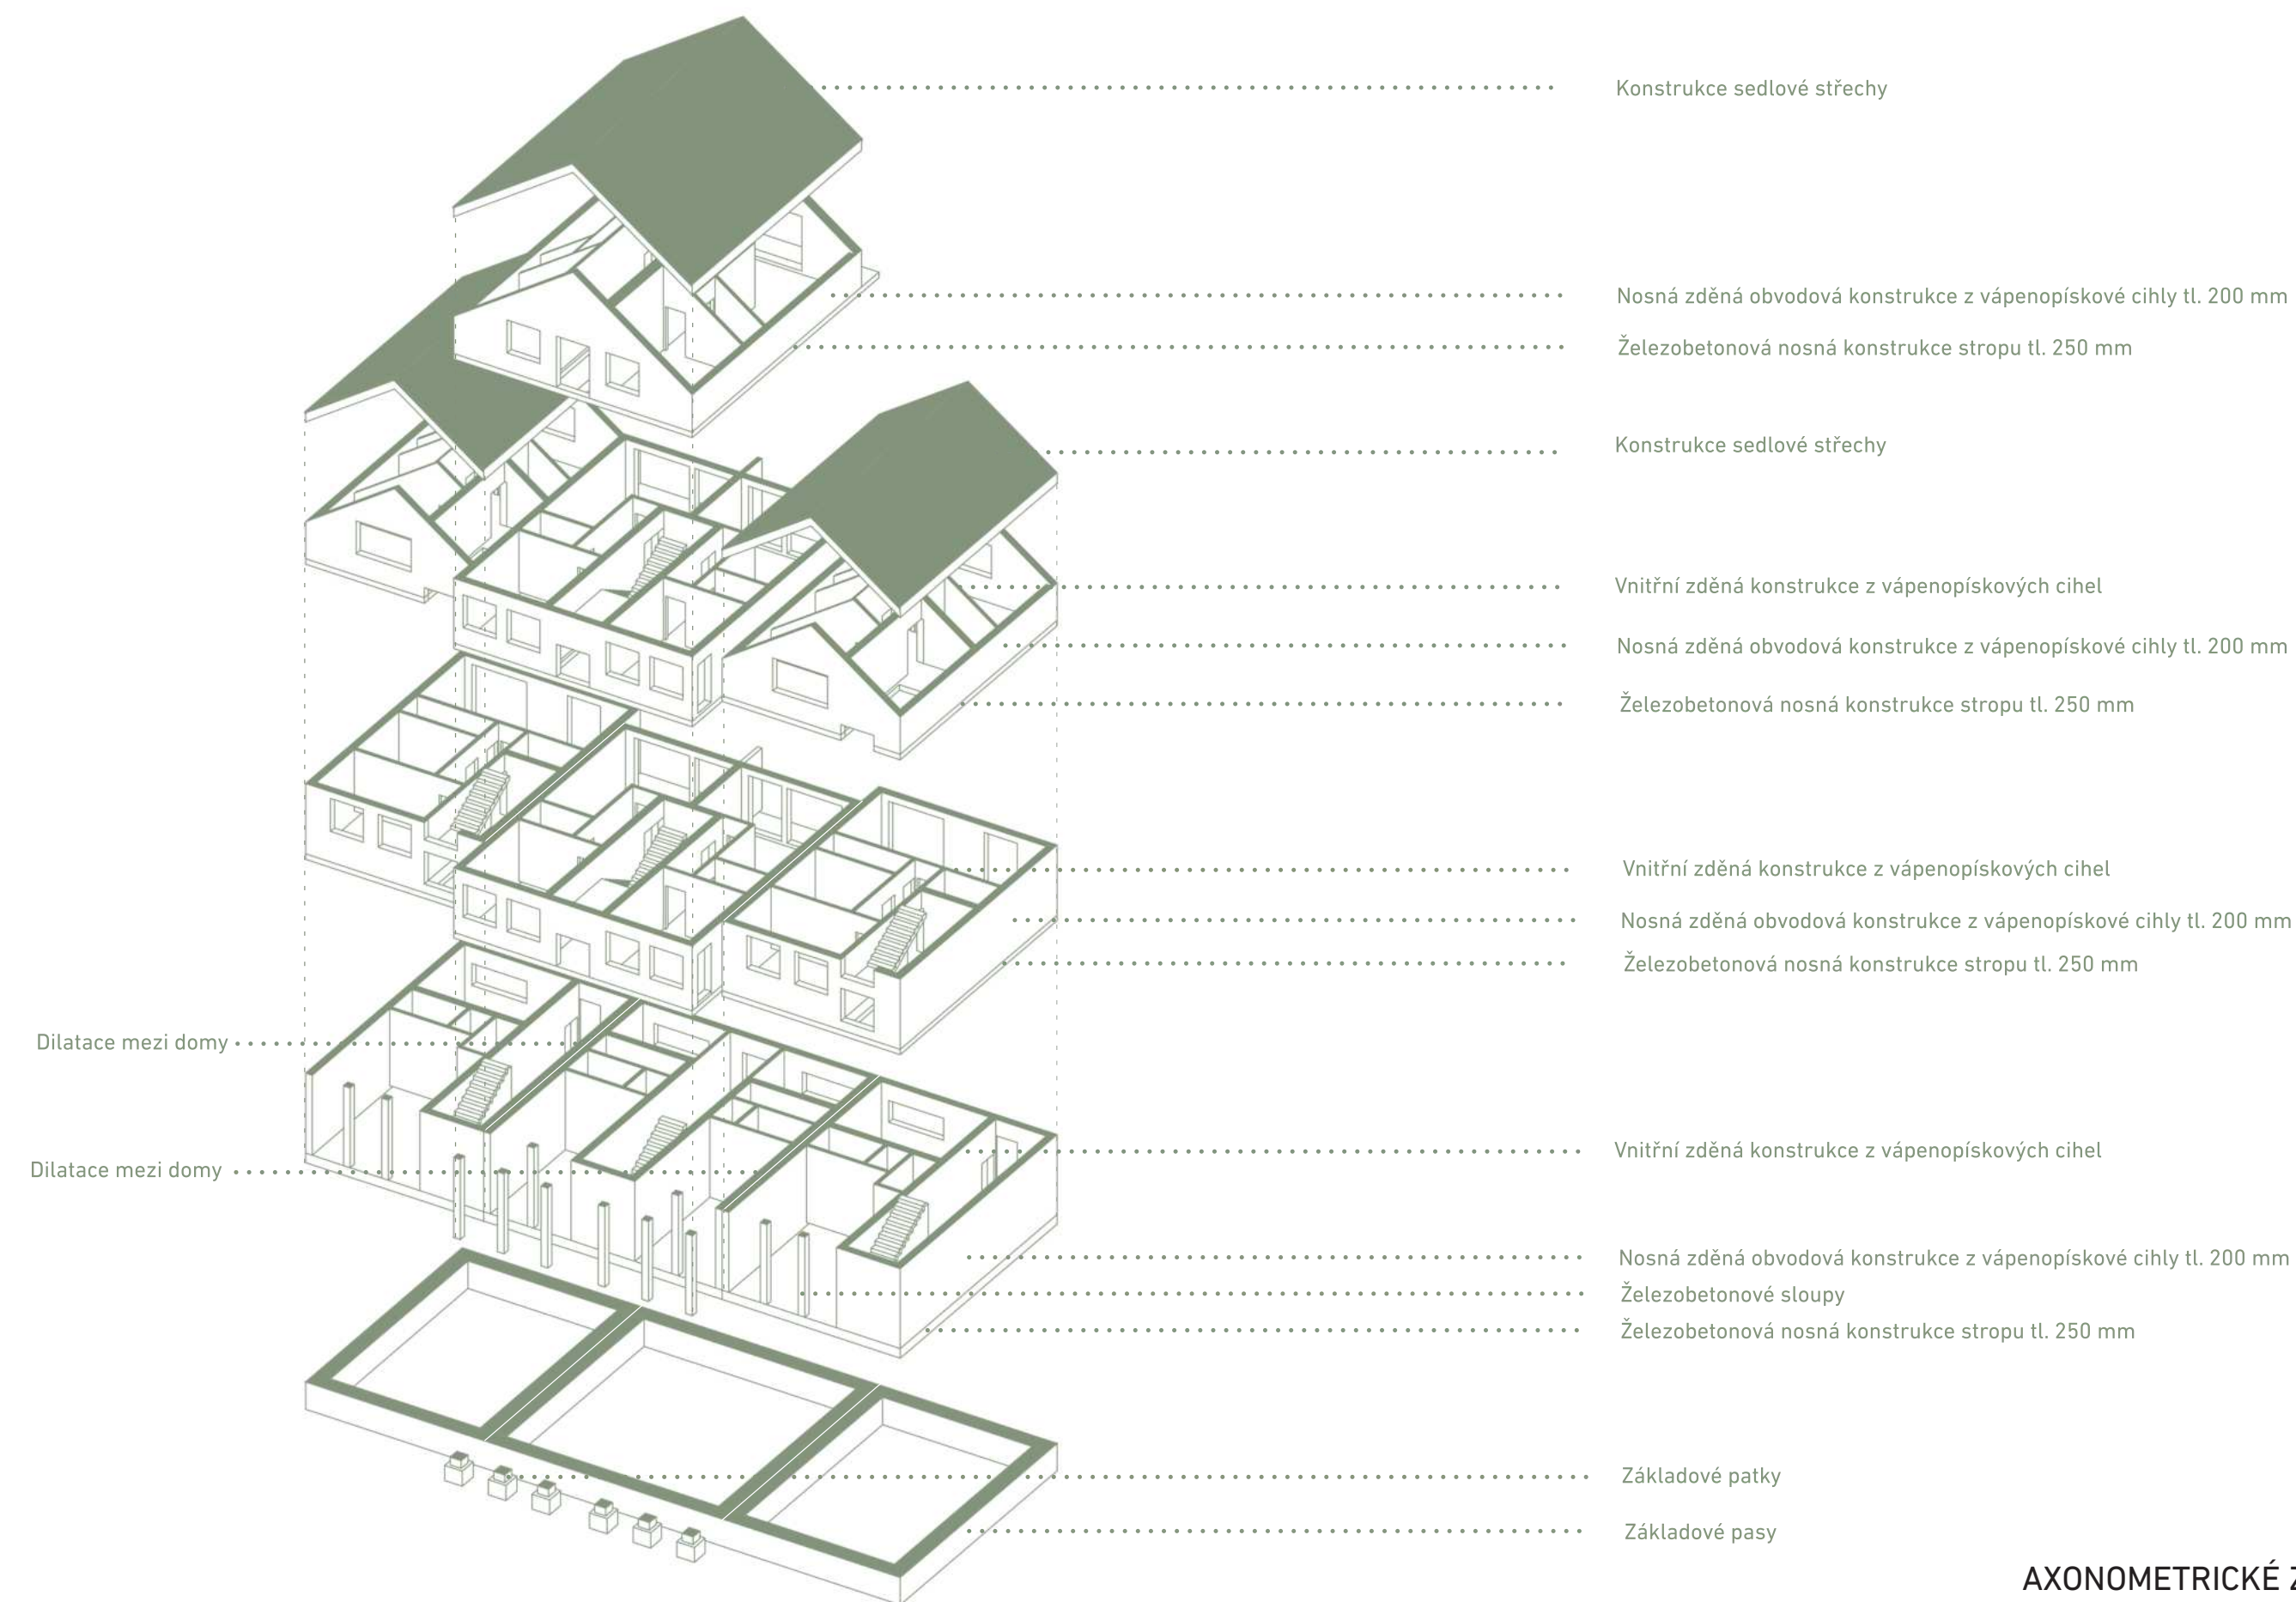 Konstrukce sedlové střechy
Nosná zděná obvodová konstrukce z vápenopískové cihly tl. 200 mm
Železobetonová nosná konstrukce stropu tl. 250 mm
Konstrukce sedlové střechy
Vnitřní zděná konstrukce z vápenopískových cihel
Nosná zděná obvodová konstrukce z vápenopískové cihly tl. 200 mm
Železobetonová nosná konstrukce stropu tl. 250 mm
Vnitřní zděná konstrukce z vápenopískových cihel
Nosná zděná obvodová konstrukce z vápenopískové cihly tl. 200 mm
Železobetonová nosná konstrukce stropu tl. 250 mm
Dilatace mezi domy
Vnitřní zděná konstrukce z vápenopískových cihel
Dilatace mezi domy
Nosná zděná obvodová konstrukce z vápenopískové cihly tl. 200 mm
Železobetonové sloupy
Železobetonová nosná konstrukce stropu tl. 250 mm
Základové patky
Základové pasy
AXONOMETRICKÉ